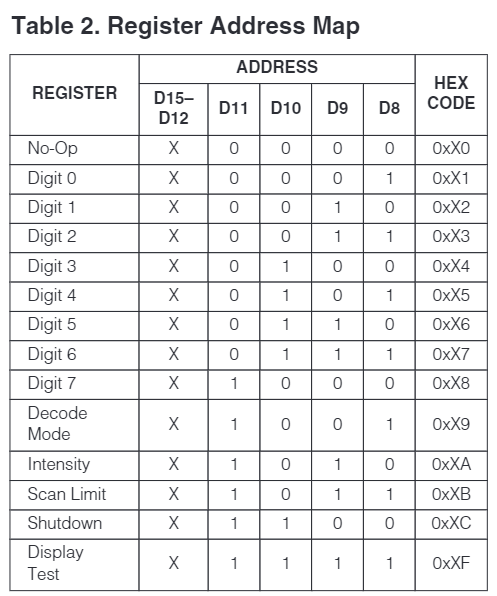 Table 2. Register Address Map
REGISTER ADDRESS HEX CODE
D15–D12 D11 D10 D9 D8
No-Op X 0 0 0 0 0xX0
Digit 0 X 0 0 0 1 0xX1
Digit 1 X 0 0 1 0 0xX2
Digit 2 X 0 0 1 1 0xX3
Digit 3 X 0 1 0 0 0xX4
Digit 4 X 0 1 0 1 0xX5
Digit 5 X 0 1 1 0 0xX6
Digit 6 X 0 1 1 1 0xX7
Digit 7 X 1 0 0 0 0xX8
Decode Mode X 1 0 0 1 0xX9
Intensity X 1 0 1 0 0xXA
Scan Limit X 1 0 1 1 0xXB
Shutdown X 1 1 0 0 0xXC
Display Test X 1 1 1 1 0xXF